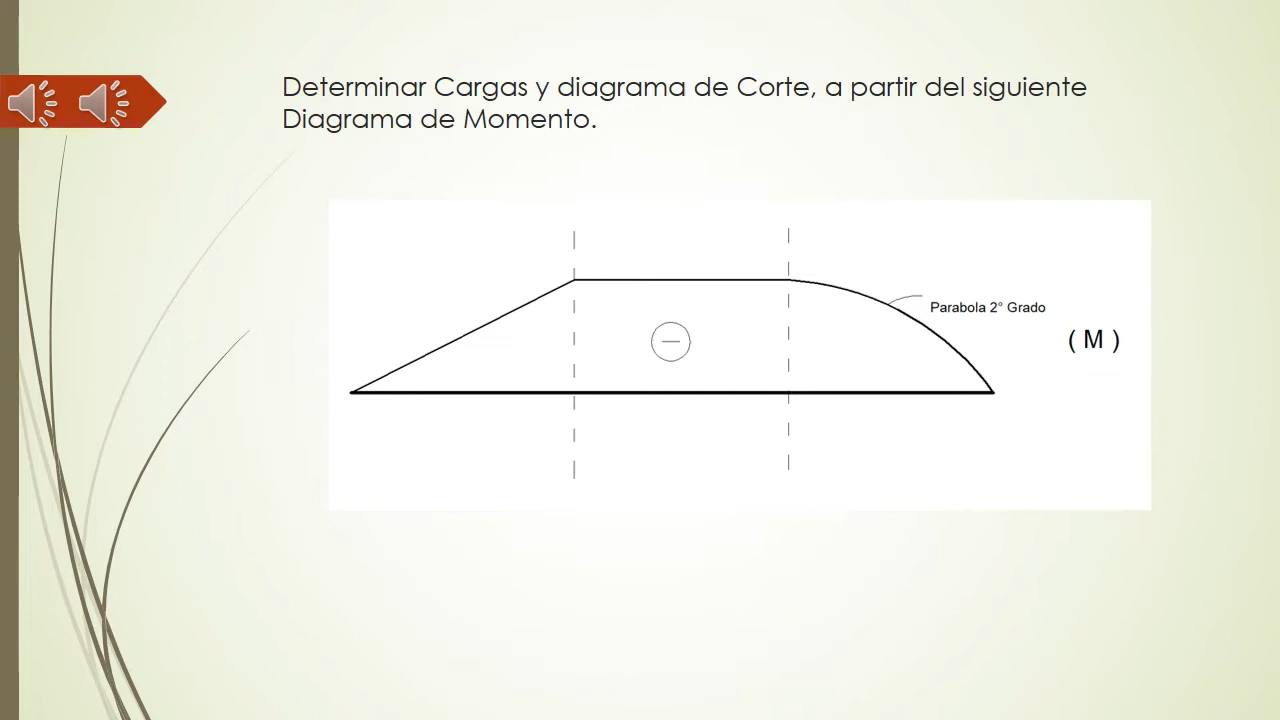 Determinar Cargas y diagrama de Corte, a partir del siguiente
Diagrama de Momento.
Parabola 2° Grado
( M )